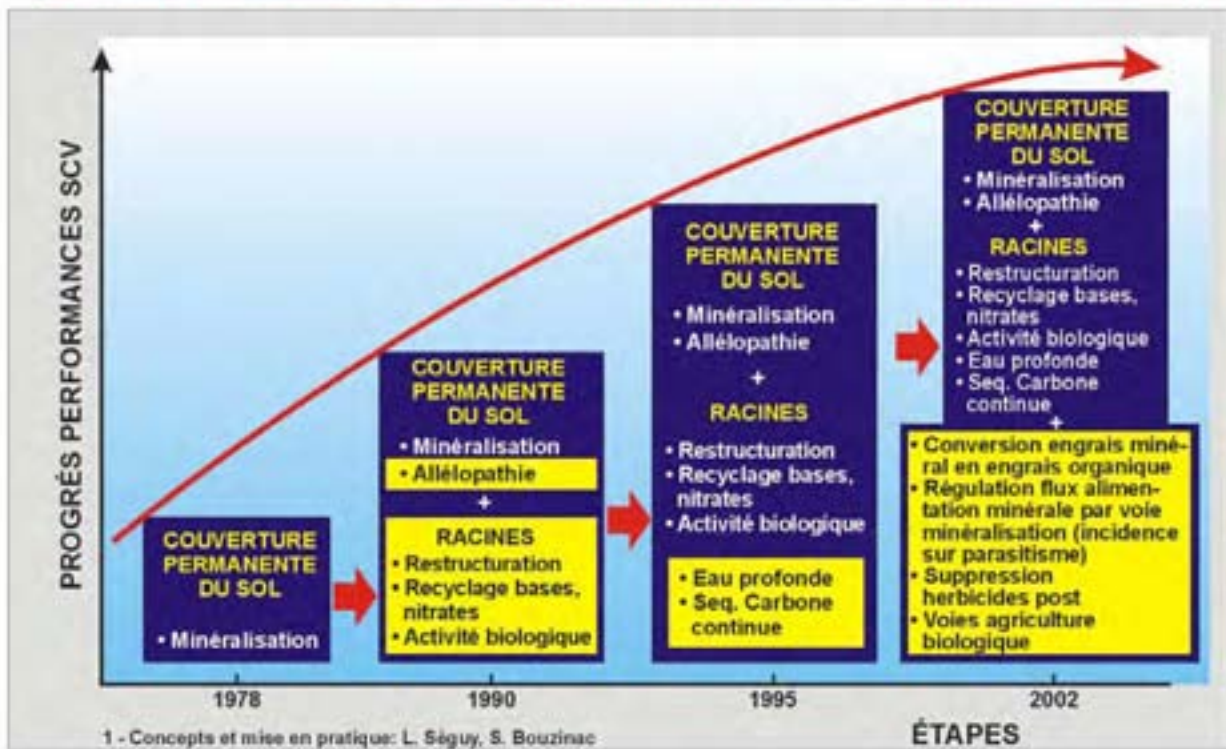 PROGRÉS PERFORMANCES SCV
COUVERTURE
PERMANENTE
DU SOL
• Minéralisation
COUVERTURE
PERMANENTE
DU SOL
• Minéralisation
• Allélopathie
+
RACINES
• Restructuration
• Recyclage bases,
nitrates
• Activité biologique
COUVERTURE
PERMANENTE
DU SOL
• Minéralisation
• Allélopathie
+
RACINES
• Restructuration
• Recyclage bases,
nitrates
• Activité biologique
• Eau profonde
• Seq. Carbone
continue
COUVERTURE
PERMANENTE
DU SOL
• Minéralisation
• Allélopathie
+
RACINES
• Restructuration
• Recyclage bases,
nitrates
• Activité biologique
• Eau profonde
• Seq. Carbone
continue
+
• Conversion engrais miné-
ral en engrais organique
• Régulation flux alimen-
tation minérale par voie
minéralisation (incidence
sur parasitisme)
• Suppression
herbicides post
• Voies agriculture
biologique
1978
1990
1995
2002
1 - Concepts et mise en pratique: L. Séguy, S. Bouzinac
ÉTAPES